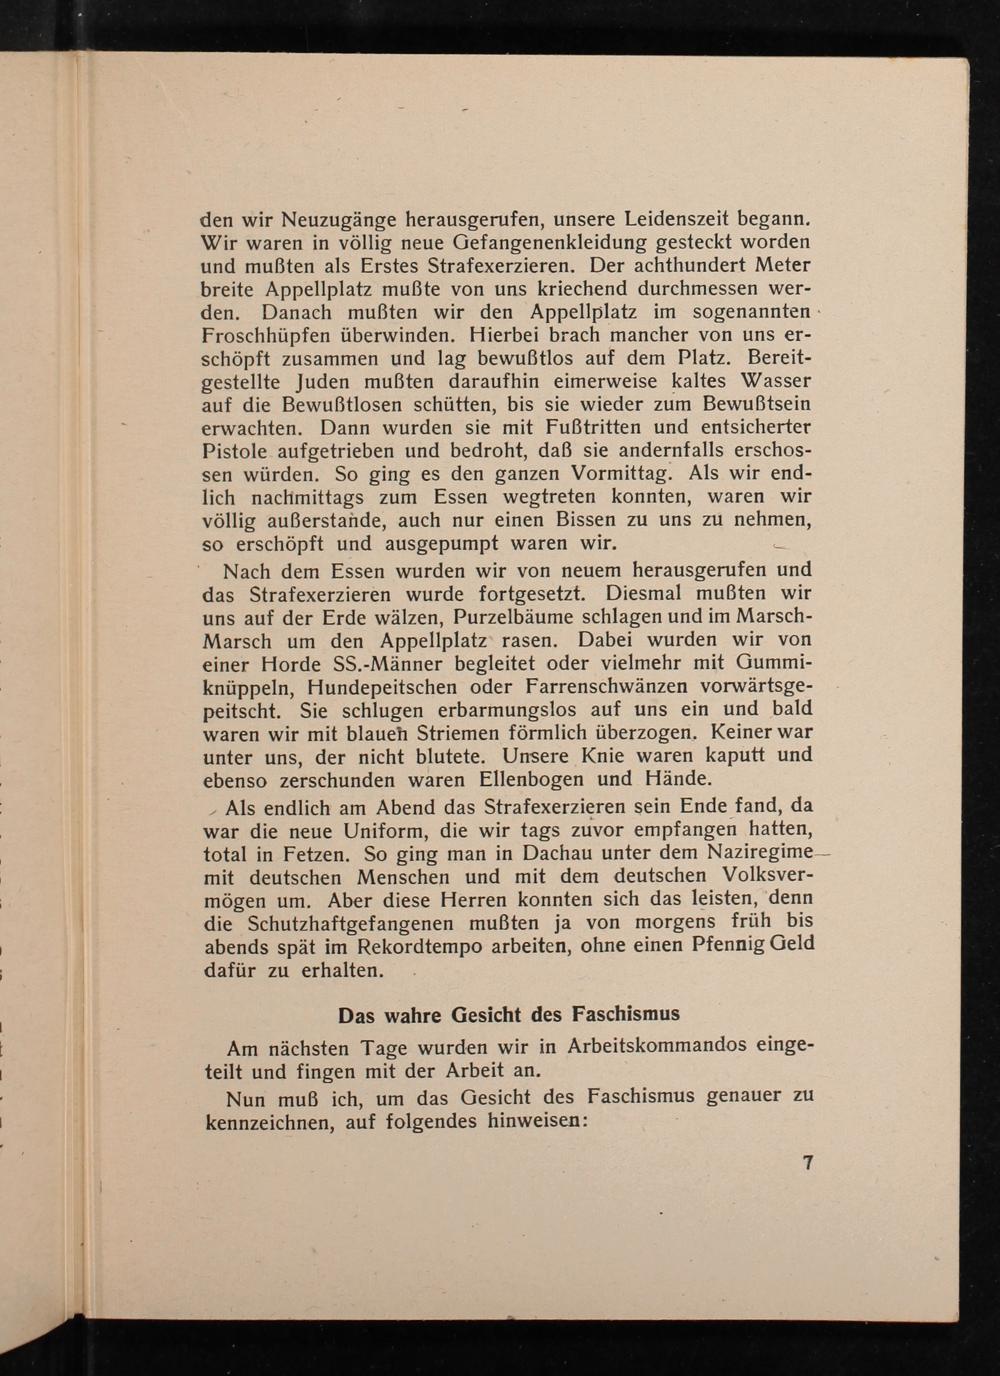 den wir Neuzugänge herausgerufen, unsere Leidenszeit begann.
Wir waren in völlig neue Gefangenenkleidung gesteckt worden
und mußten als Erstes Strafexerzieren. Der achthundert Meter
breite Appellplatz mußte von uns kriechend durchmessen wer-
den. Danach mußten wir den Appellplatz im sogenannten
Froschhüpfen überwinden. Hierbei brach mancher von uns er-
schöpft zusammen und lag bewußtlos auf dem Platz. Bereit-
gestellte Juden mußten daraufhin eimerweise kaltes Wasser
auf die Bewußtlosen schütten, bis sie wieder zum Bewußtsein
erwachten. Dann wurden sie mit Fußtritten und entsicherter
Pistole aufgetrieben und bedroht, daß sie andernfalls erschos-
sen würden. So ging es den ganzen Vormittag. Als wir end-
lich nachmittags zum Essen wegtreten konnten, waren wir
völlig außerstande, auch nur einen Bissen zu uns zu nehmen,
so erschöpft und ausgepumpt waren wir.
Nach dem Essen wurden wir von neuem herausgerufen und
das Strafexerzieren wurde fortgesetzt. Diesmal mußten wir
uns auf der Erde wälzen, Purzelbäume schlagen und im Marsch-
Marsch um den Appellplatz rasen. Dabei wurden wir von
einer Horde SS.-Männer begleitet oder vielmehr mit Gummi-
knüppeln, Hundepeitschen oder Farrenschwänzen vorwärtsge-
peitscht. Sie schlugen erbarmungslos auf uns ein und bald
waren wir mit blauen Striemen förmlich überzogen. Keiner war
unter uns, der nicht blutete. Unsere Knie waren kaputt und
ebenso zerschunden waren Ellenbogen und Hände.
Als endlich am Abend das Strafexerzieren sein Ende fand, da
war die neue Uniform, die wir tags zuvor empfangen hatten,
total in Fetzen. So ging man in Dachau unter dem Naziregime
mit deutschen Menschen und mit dem deutschen Volksver-
mögen um. Aber diese Herren konnten sich das leisten, denn
die Schutzhaftgefangenen mußten ja von morgens früh bis
abends spät im Rekordtempo arbeiten, ohne einen Pfennig Geld
dafür zu erhalten.
Das wahre Gesicht des Faschismus
Am nächsten Tage wurden wir in Arbeitskommandos einge-
teilt und fingen mit der Arbeit an.
Nun muß ich, um das Gesicht des Faschismus genauer zu
kennzeichnen, auf folgendes hinweisen:
7